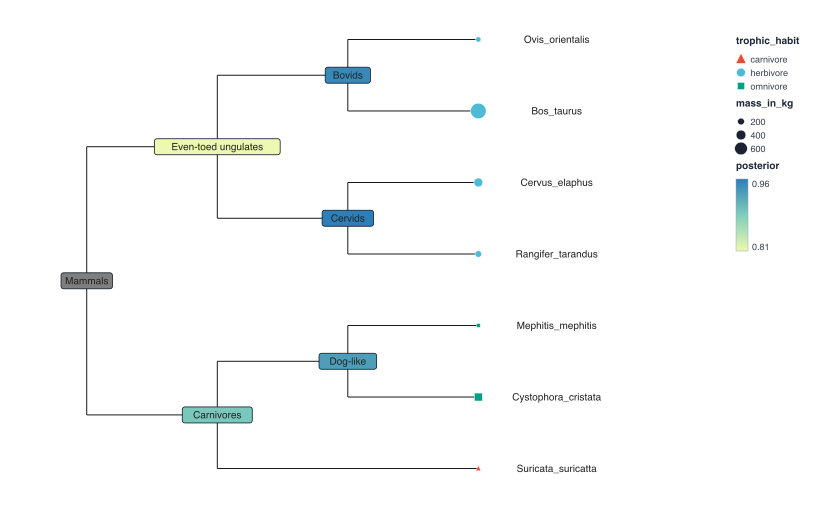 Ovis_orientalis
Bovids
Bos_taurus
Even-toed ungulates
Cervus_elaphus
Cervids
Rangifer_tarandus
Mammals
Mephitis_mephitis
Dog-like
Cystophora_cristata
Carnivores
Suricata_suricatta
trophic_habit
carnivore
herbivore
omnivore
mass_in_kg
200
400
600
posterior
0.96
0.81